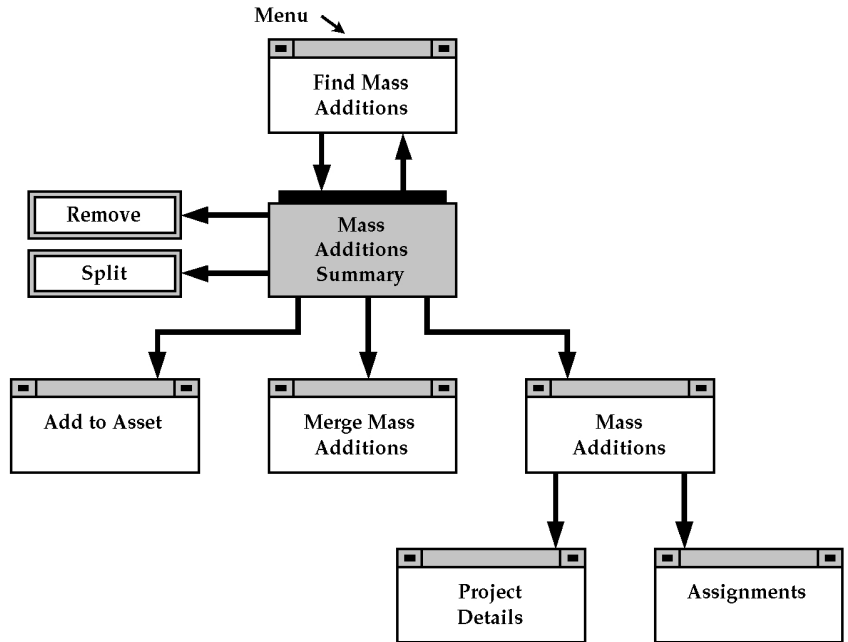 Menu
Find Mass
Additions
Remove
Mass
Additions
Summary
Split
Add to Asset
Merge Mass
Additions
Mass
Additions
Project
Details
Assignments